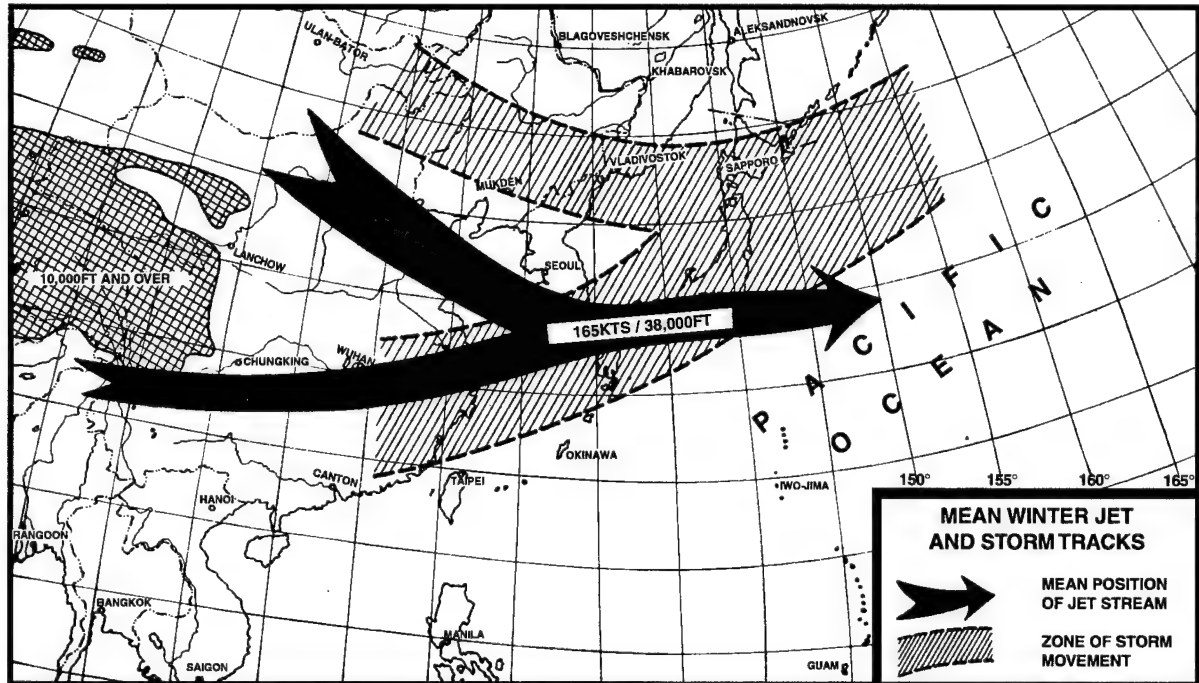 ULAN-BATOR
BLAGOVESHCHENSK
ALEKSANDNOVSK
KHABAROVSK
VLADIVOSTOK
SAPPORO
MUKDEN
LANCHOW
SEOUL
10,000FT AND OVER
165KTS / 38,000FT
CHUNGKING
WUHAN
PACIFIC
OCEAN
OKINAWA
CANTON
TAIPEI
HANOI
IWO-JIMA
150° 155° 160° 165°
RANGOON
BANGKOK
MANILA
SAIGON
GUAM
MEAN WINTER JET
AND STORM TRACKS
MEAN POSITION
OF JET STREAM
ZONE OF STORM
MOVEMENT